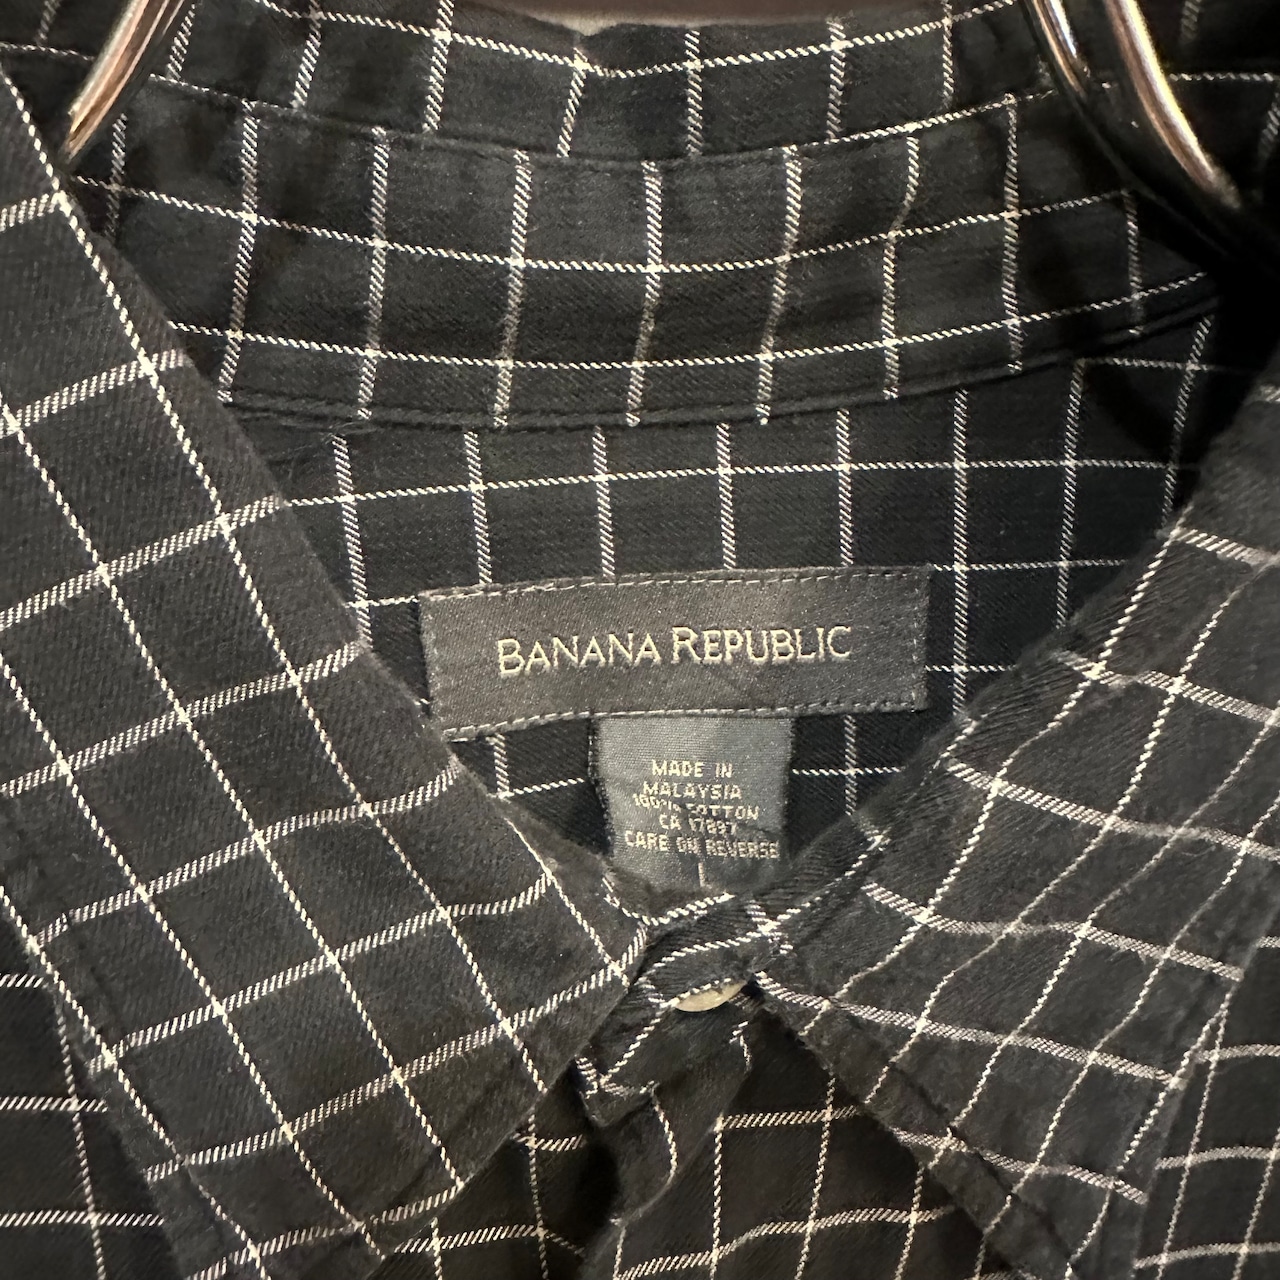 BANANA REPUBLIC
MADE IN
MALAYSIA
100% COTTON
CA 17897
CARE ON REVERSE
L